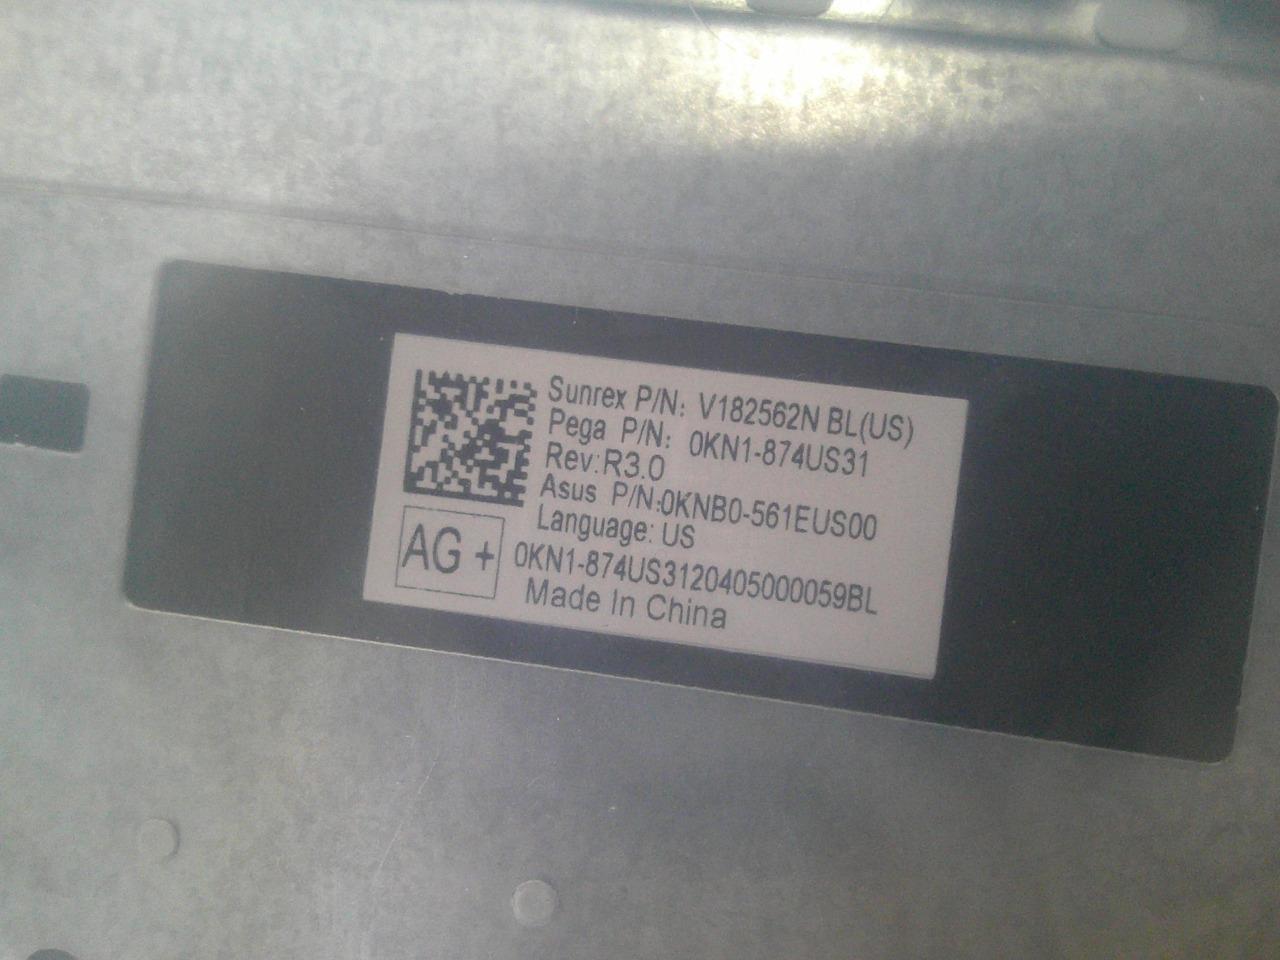 Sunrex P/N: V182562N BL(US)
Pega P/N: 0KN1-874US31
Rev:R3.0
Asus P/N:0KNB0-561EUS00
Language: US
AG +
0KN1-874US3120405000059BL
Made In China